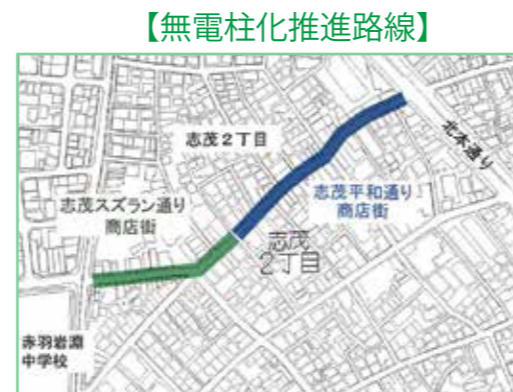 【無電柱化推進路線】
志茂2丁目
北本通り
志茂スズラン通り
商店街
志茂平和通り
商店街
志茂
2丁目
赤羽岩淵
中学校